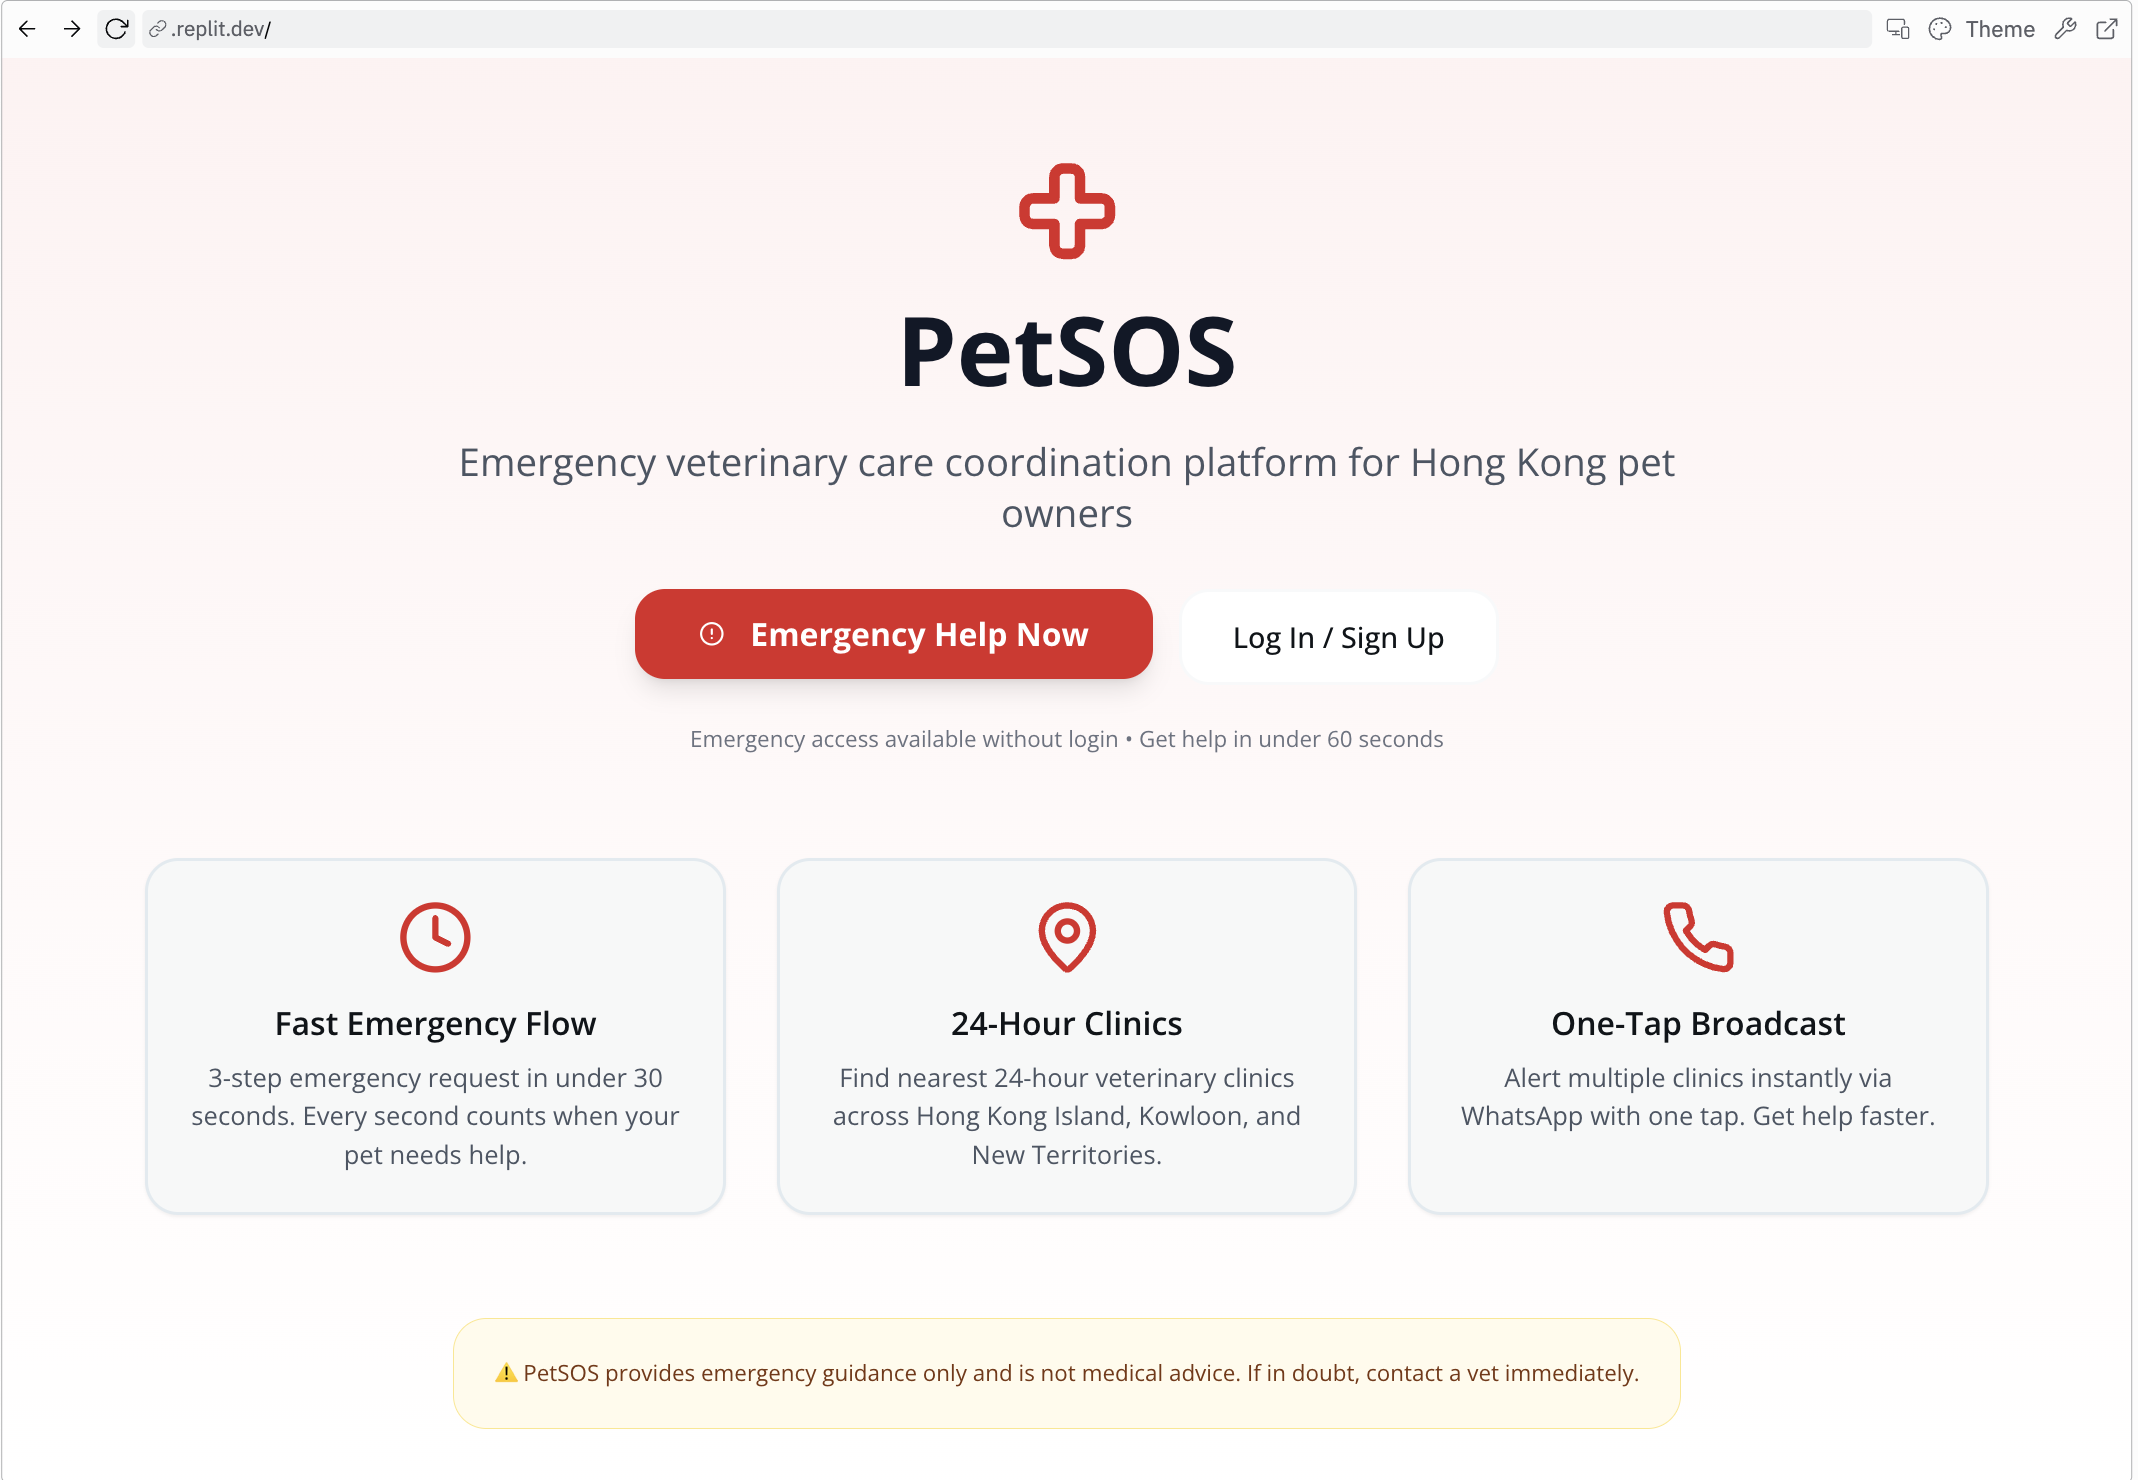 .replit.dev/
Theme
PetSOS
Emergency veterinary care coordination platform for Hong Kong pet
owners
Emergency Help Now
Log In / Sign Up
Emergency access available without login • Get help in under 60 seconds
Fast Emergency Flow
3-step emergency request in under 30
seconds. Every second counts when your
pet needs help.
24-Hour Clinics
Find nearest 24-hour veterinary clinics
across Hong Kong Island, Kowloon, and
New Territories.
One-Tap Broadcast
Alert multiple clinics instantly via
WhatsApp with one tap. Get help faster.
⚠️ PetSOS provides emergency guidance only and is not medical advice. If in doubt, contact a vet immediately.